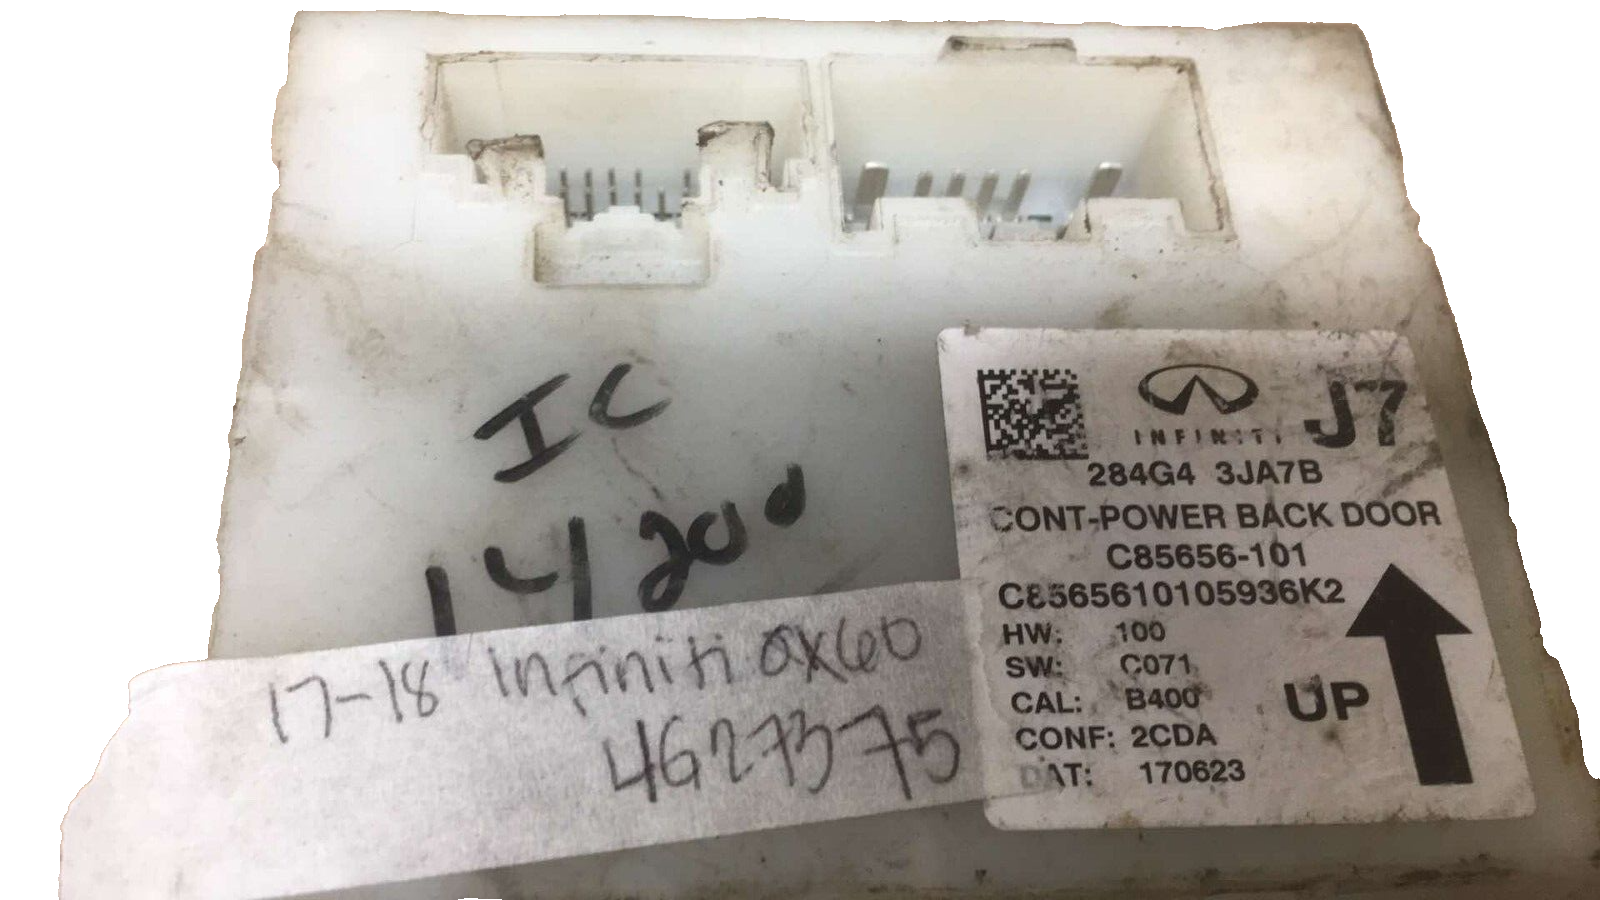 IC
14200
17-18 Infiniti QX60
4G27375
INFINITI
J7
284G4 3JA7B
CONT-POWER BACK DOOR
C85656-101
C8565610105936K2
HW: 100
SW: C071
CAL: B400
CONF: 2CDA
DAT: 170623
UP